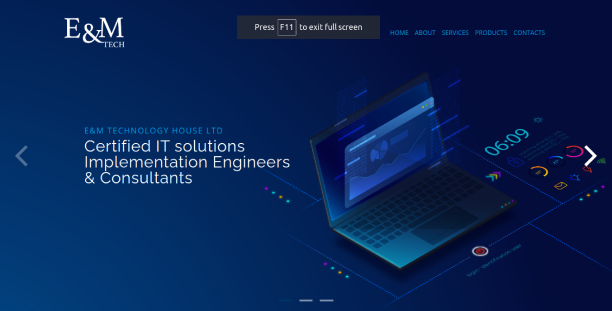 E&M
TECH
Press F11 to exit full screen
HOME ABOUT SERVICES PRODUCTS CONTACTS
E&M TECHNOLOGY HOUSE LTD
Certified IT solutions
Implementation Engineers
& Consultants
06:09